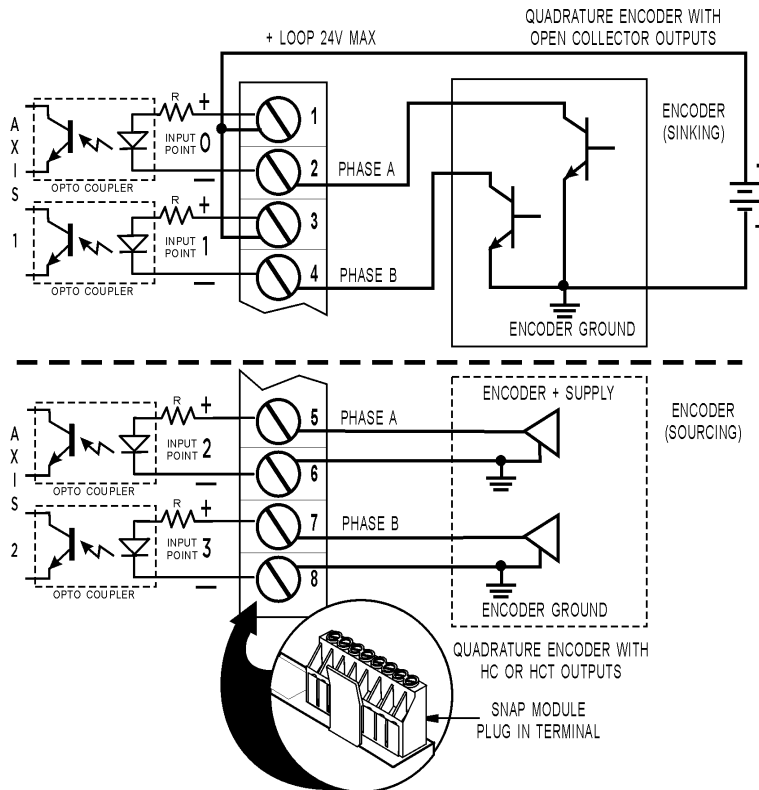 QUADRATURE ENCODER WITH
OPEN COLLECTOR OUTPUTS
+ LOOP 24V MAX
AXIS 1
R
+
INPUT
POINT 0
−
OPTO COUPLER
R
+
INPUT
POINT 1
−
OPTO COUPLER
1
2
3
4
PHASE A
PHASE B
ENCODER
(SINKING)
ENCODER GROUND
AXIS 2
R
+
INPUT
POINT 2
−
OPTO COUPLER
R
+
INPUT
POINT 3
−
OPTO COUPLER
5
6
7
8
PHASE A
PHASE B
ENCODER + SUPPLY
ENCODER
(SOURCING)
ENCODER GROUND
QUADRATURE ENCODER WITH
HC OR HCT OUTPUTS
SNAP MODULE
PLUG IN TERMINAL